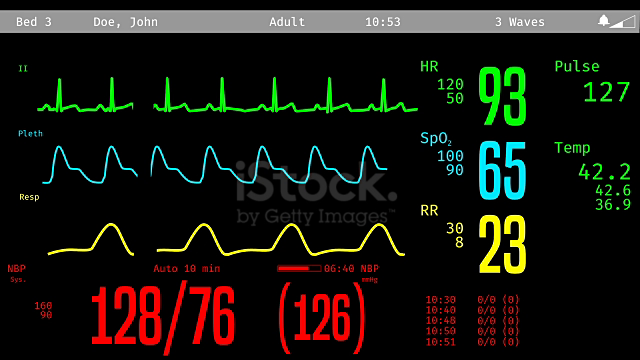 Bed 3 Doe, John Adult 10:53 3 Waves
II
HR
120
50
93
Pulse
127
Pleth
SpO₂
100
90
65
Temp
42.2
42.6
36.9
iStock.
by Getty Images™
Resp
RR
30
8
23
NBP Auto 10 min 06:40 NBP
Sys. mmHg
160
90
128/76 (126)
10:30 0/0 (0)
10:40 0/0 (0)
10:48 0/0 (0)
10:50 0/0 (0)
10:51 0/0 (0)